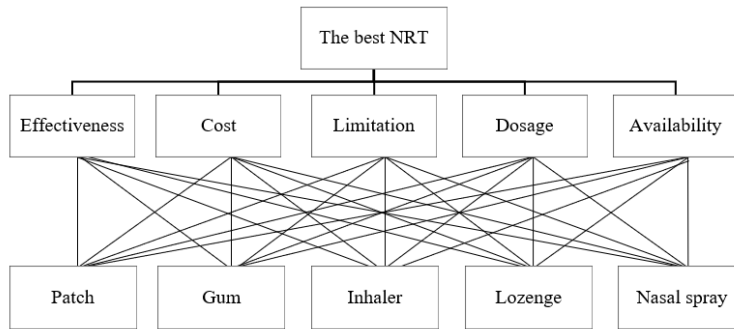 The best NRT
Effectiveness
Cost
Limitation
Dosage
Availability
Patch
Gum
Inhaler
Lozenge
Nasal spray